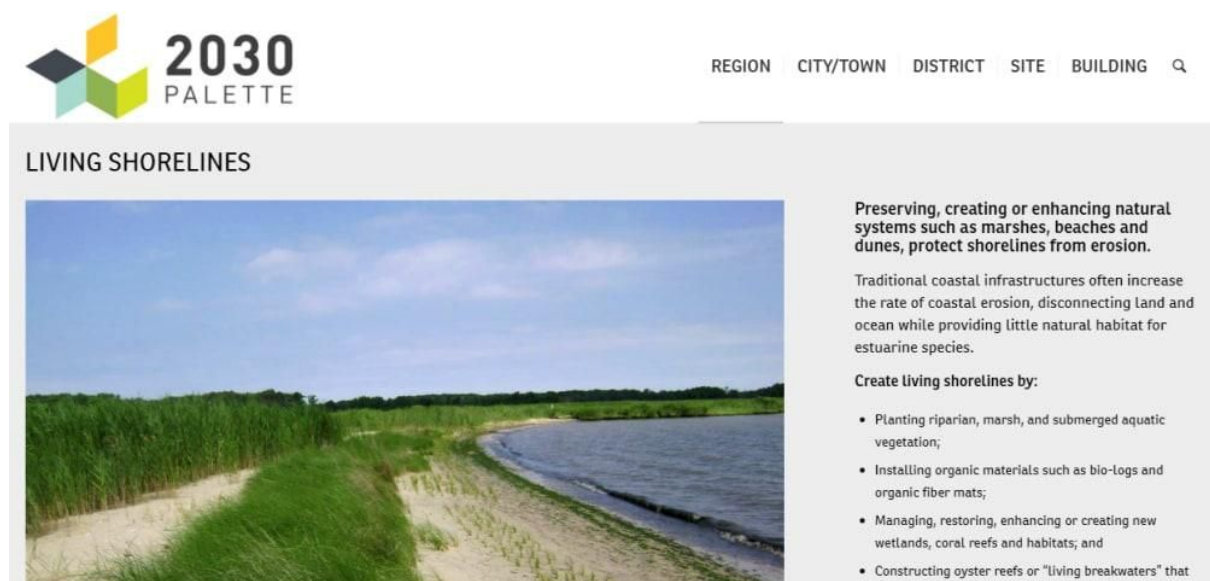 2030
PALETTE
REGION CITY/TOWN DISTRICT SITE BUILDING
LIVING SHORELINES
Preserving, creating or enhancing natural
systems such as marshes, beaches and
dunes, protect shorelines from erosion.
Traditional coastal infrastructures often increase
the rate of coastal erosion, disconnecting land and
ocean while providing little natural habitat for
estuarine species.
Create living shorelines by:
• Planting riparian, marsh, and submerged aquatic
vegetation;
• Installing organic materials such as bio-logs and
organic fiber mats;
• Managing, restoring, enhancing or creating new
wetlands, coral reefs and habitats; and
• Constructing oyster reefs or "living breakwaters" that